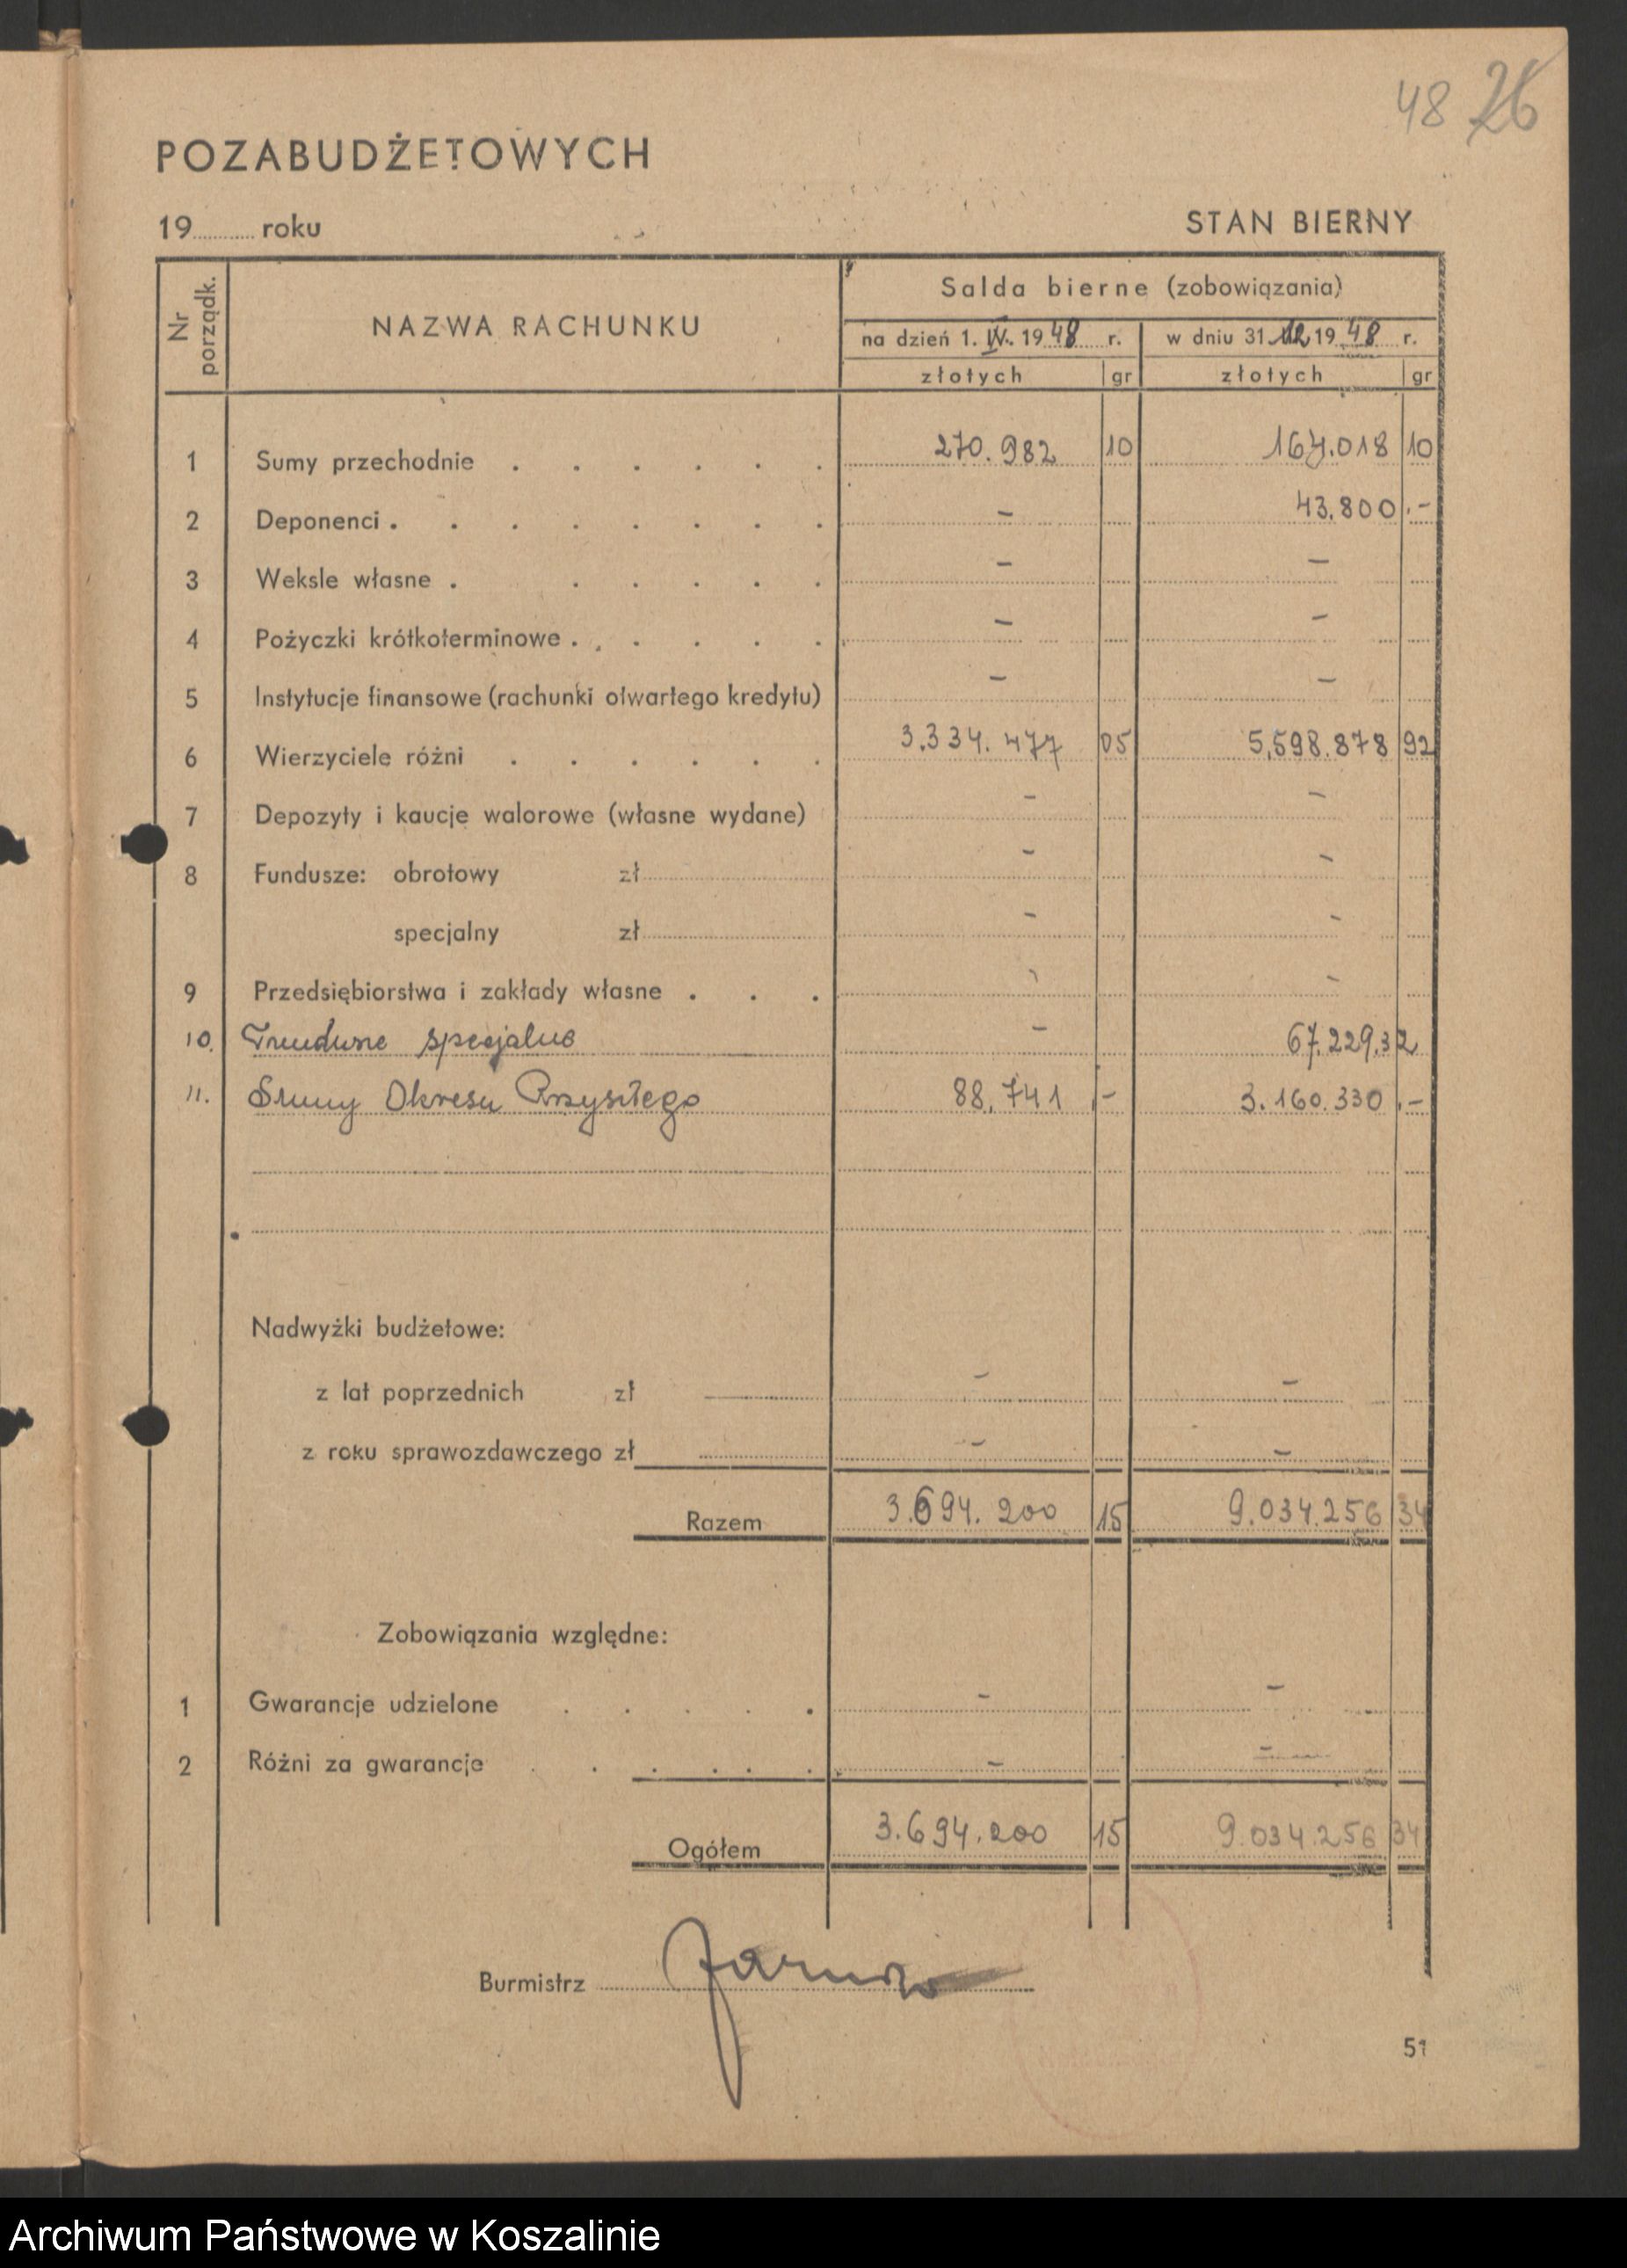 48 26
POZABUDŻETOWYCH
19......... roku STAN BIERNY
Nr porządk. NAZWA RACHUNKU Salda bierne (zobowiązania)
na dzień 1. IV. 1948 r. w dniu 31.12 1948 r.
złotych gr złotych gr
1 Sumy przechodnie . . . . . . 270.982 10 164.018 10
2 Deponenci . . . . . . . . – 43.800 .–
3 Weksle własne . . . . . . – –
4 Pożyczki krótkoterminowe . . . . . . – –
5 Instytucje finansowe (rachunki otwartego kredytu) – –
6 Wierzyciele różni . . . . . . 3.334.477 05 5.598.878 92
7 Depozyty i kaucje walorowe (własne wydane) – –
8 Fundusze: obrotowy zł – –
specjalny zł – –
9 Przedsiębiorstwa i zakłady własne . . . – –
10. Fundusze specjalne – 67.229.32
11. Sumy Okresu Przyszłego 88.741 .– 3.160.330 .–
Nadwyżki budżetowe:
z lat poprzednich zł – –
z roku sprawozdawczego zł – –
Razem 3.694.200 15 9.034.256 34
Zobowiązania względne:
1 Gwarancje udzielone . . . . . – –
2 Różni za gwarancje . . . . . . – –
Ogółem 3.694.200 15 9.034.256 34
Burmistrz
51
Archiwum Państwowe w Koszalinie